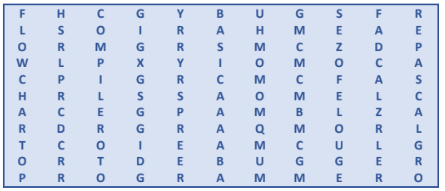 F H C G Y B U G S F R
L S O I R A H M E A E
O R M G R S M C Z D P
W L P X Y I O M O C A
C P I G R C M C F A S
H R L S S A O M E L C
A C E G P A M B L Z A
R D R G R A Q M O R L
T C O I E A M C U L G
O R T D E B U G G E R
P R O G R A M M E R O